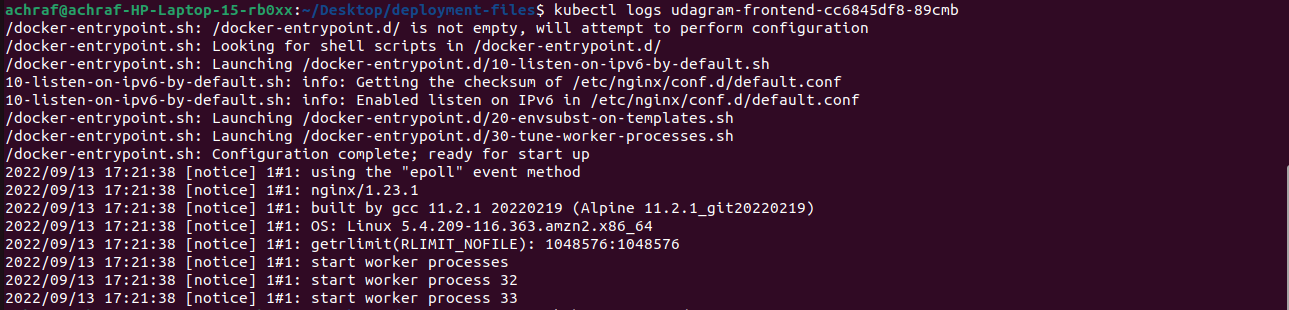 achraf@achraf-HP-Laptop-15-rb0xx:~/Desktop/deployment-files$ kubectl logs udagram-frontend-cc6845df8-89cmb
/docker-entrypoint.sh: /docker-entrypoint.d/ is not empty, will attempt to perform configuration
/docker-entrypoint.sh: Looking for shell scripts in /docker-entrypoint.d/
/docker-entrypoint.sh: Launching /docker-entrypoint.d/10-listen-on-ipv6-by-default.sh
10-listen-on-ipv6-by-default.sh: info: Getting the checksum of /etc/nginx/conf.d/default.conf
10-listen-on-ipv6-by-default.sh: info: Enabled listen on IPv6 in /etc/nginx/conf.d/default.conf
/docker-entrypoint.sh: Launching /docker-entrypoint.d/20-envsubst-on-templates.sh
/docker-entrypoint.sh: Launching /docker-entrypoint.d/30-tune-worker-processes.sh
/docker-entrypoint.sh: Configuration complete; ready for start up
2022/09/13 17:21:38 [notice] 1#1: using the "epoll" event method
2022/09/13 17:21:38 [notice] 1#1: nginx/1.23.1
2022/09/13 17:21:38 [notice] 1#1: built by gcc 11.2.1 20220219 (Alpine 11.2.1_git20220219)
2022/09/13 17:21:38 [notice] 1#1: OS: Linux 5.4.209-116.363.amzn2.x86_64
2022/09/13 17:21:38 [notice] 1#1: getrlimit(RLIMIT_NOFILE): 1048576:1048576
2022/09/13 17:21:38 [notice] 1#1: start worker processes
2022/09/13 17:21:38 [notice] 1#1: start worker process 32
2022/09/13 17:21:38 [notice] 1#1: start worker process 33